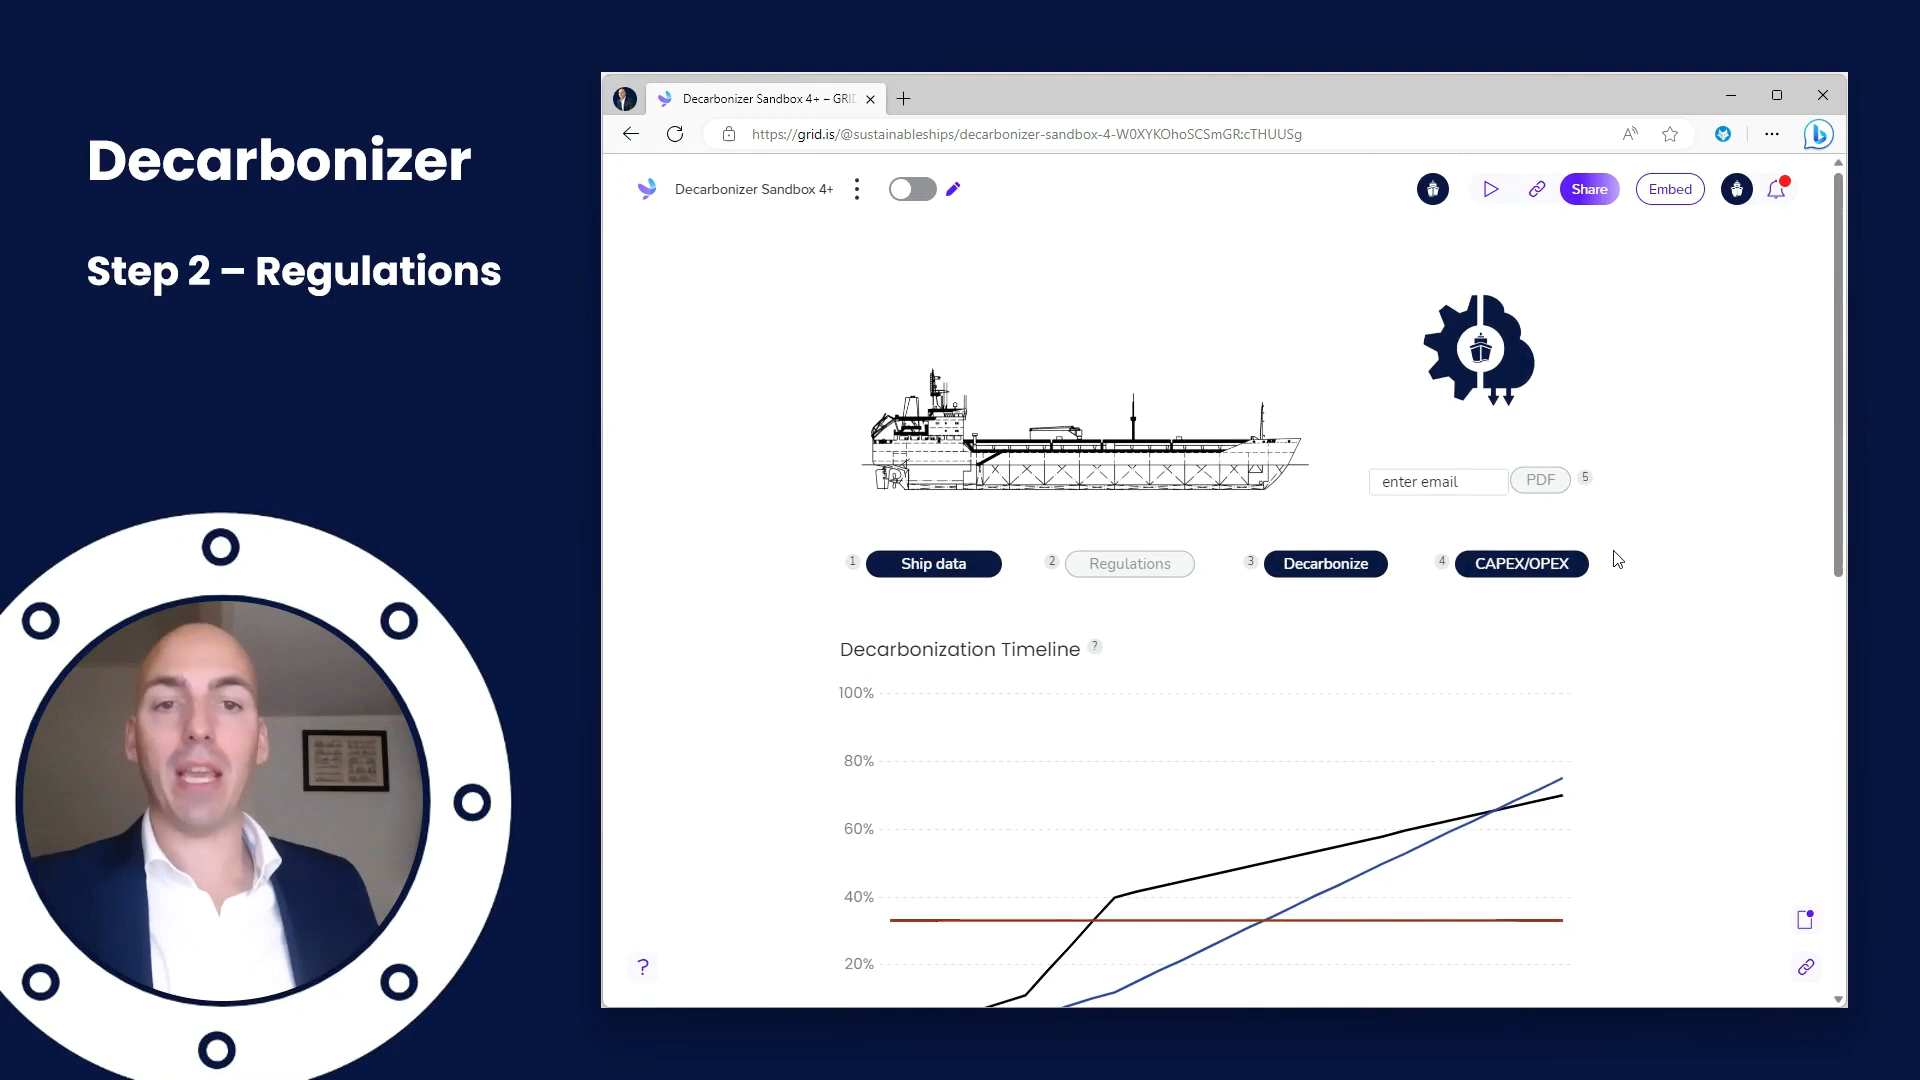 Decarbonizer
Step 2 – Regulations
Decarbonizer Sandbox 4+ – GRI
https://grid.is/@sustainableships/decarbonizer-sandbox-4-W0XYKOhoSCSmGR:cTHUUSg
Decarbonizer Sandbox 4+
Share
Embed
enter email
PDF
5
1
Ship data
2
Regulations
3
Decarbonize
4
CAPEX/OPEX
Decarbonization Timeline
?
100%
80%
60%
40%
20%
?